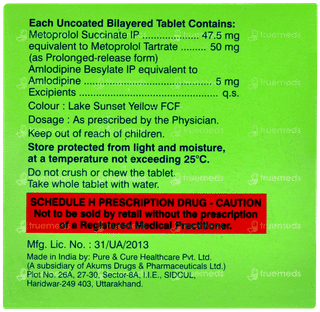 Each Uncoated Bilayered Tablet Contains:
Metoprolol Succinate IP .................... 47.5 mg
equivalent to Metoprolol Tartrate ....... 50 mg
(as Prolonged-release form)
Amlodipine Besylate IP equivalent to
Amlodipine ........................................ 5 mg
Excipients .......................................... q.s.
Colour : Lake Sunset Yellow FCF
Dosage : As prescribed by the Physician.
Keep out of reach of children.
Store protected from light and moisture,
at a temperature not exceeding 25°C.
Do not crush or chew the tablet.
Take whole tablet with water.
SCHEDULE H PRESCRIPTION DRUG - CAUTION
Not to be sold by retail without the prescription
of a Registered Medical Practitioner.
Mfg. Lic. No. : 31/UA/2013
Made in India by: Pure & Cure Healthcare Pvt. Ltd.
(A subsidiary of Akums Drugs & Pharmaceuticals Ltd.)
Plot No. 26A, 27-30, Sector-8A, I.I.E., SIDCUL,
Haridwar-249 403, Uttarakhand.
truemeds